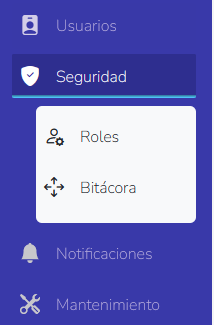 Usuarios
Seguridad
Roles
Bitácora
Notificaciones
Mantenimiento